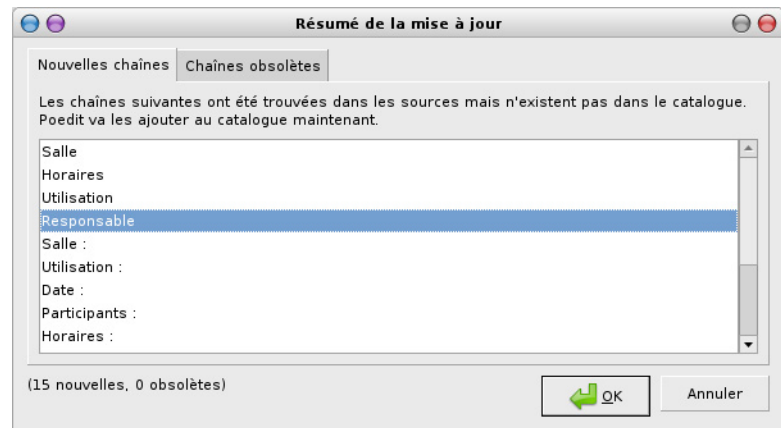 Résumé de la mise à jour
Nouvelles chaînes
Chaînes obsolètes
Les chaînes suivantes ont été trouvées dans les sources mais n'existent pas dans le catalogue.
Poedit va les ajouter au catalogue maintenant.
Salle
Horaires
Utilisation
Responsable
Salle :
Utilisation :
Date :
Participants :
Horaires :
(15 nouvelles, 0 obsolètes)
OK
Annuler